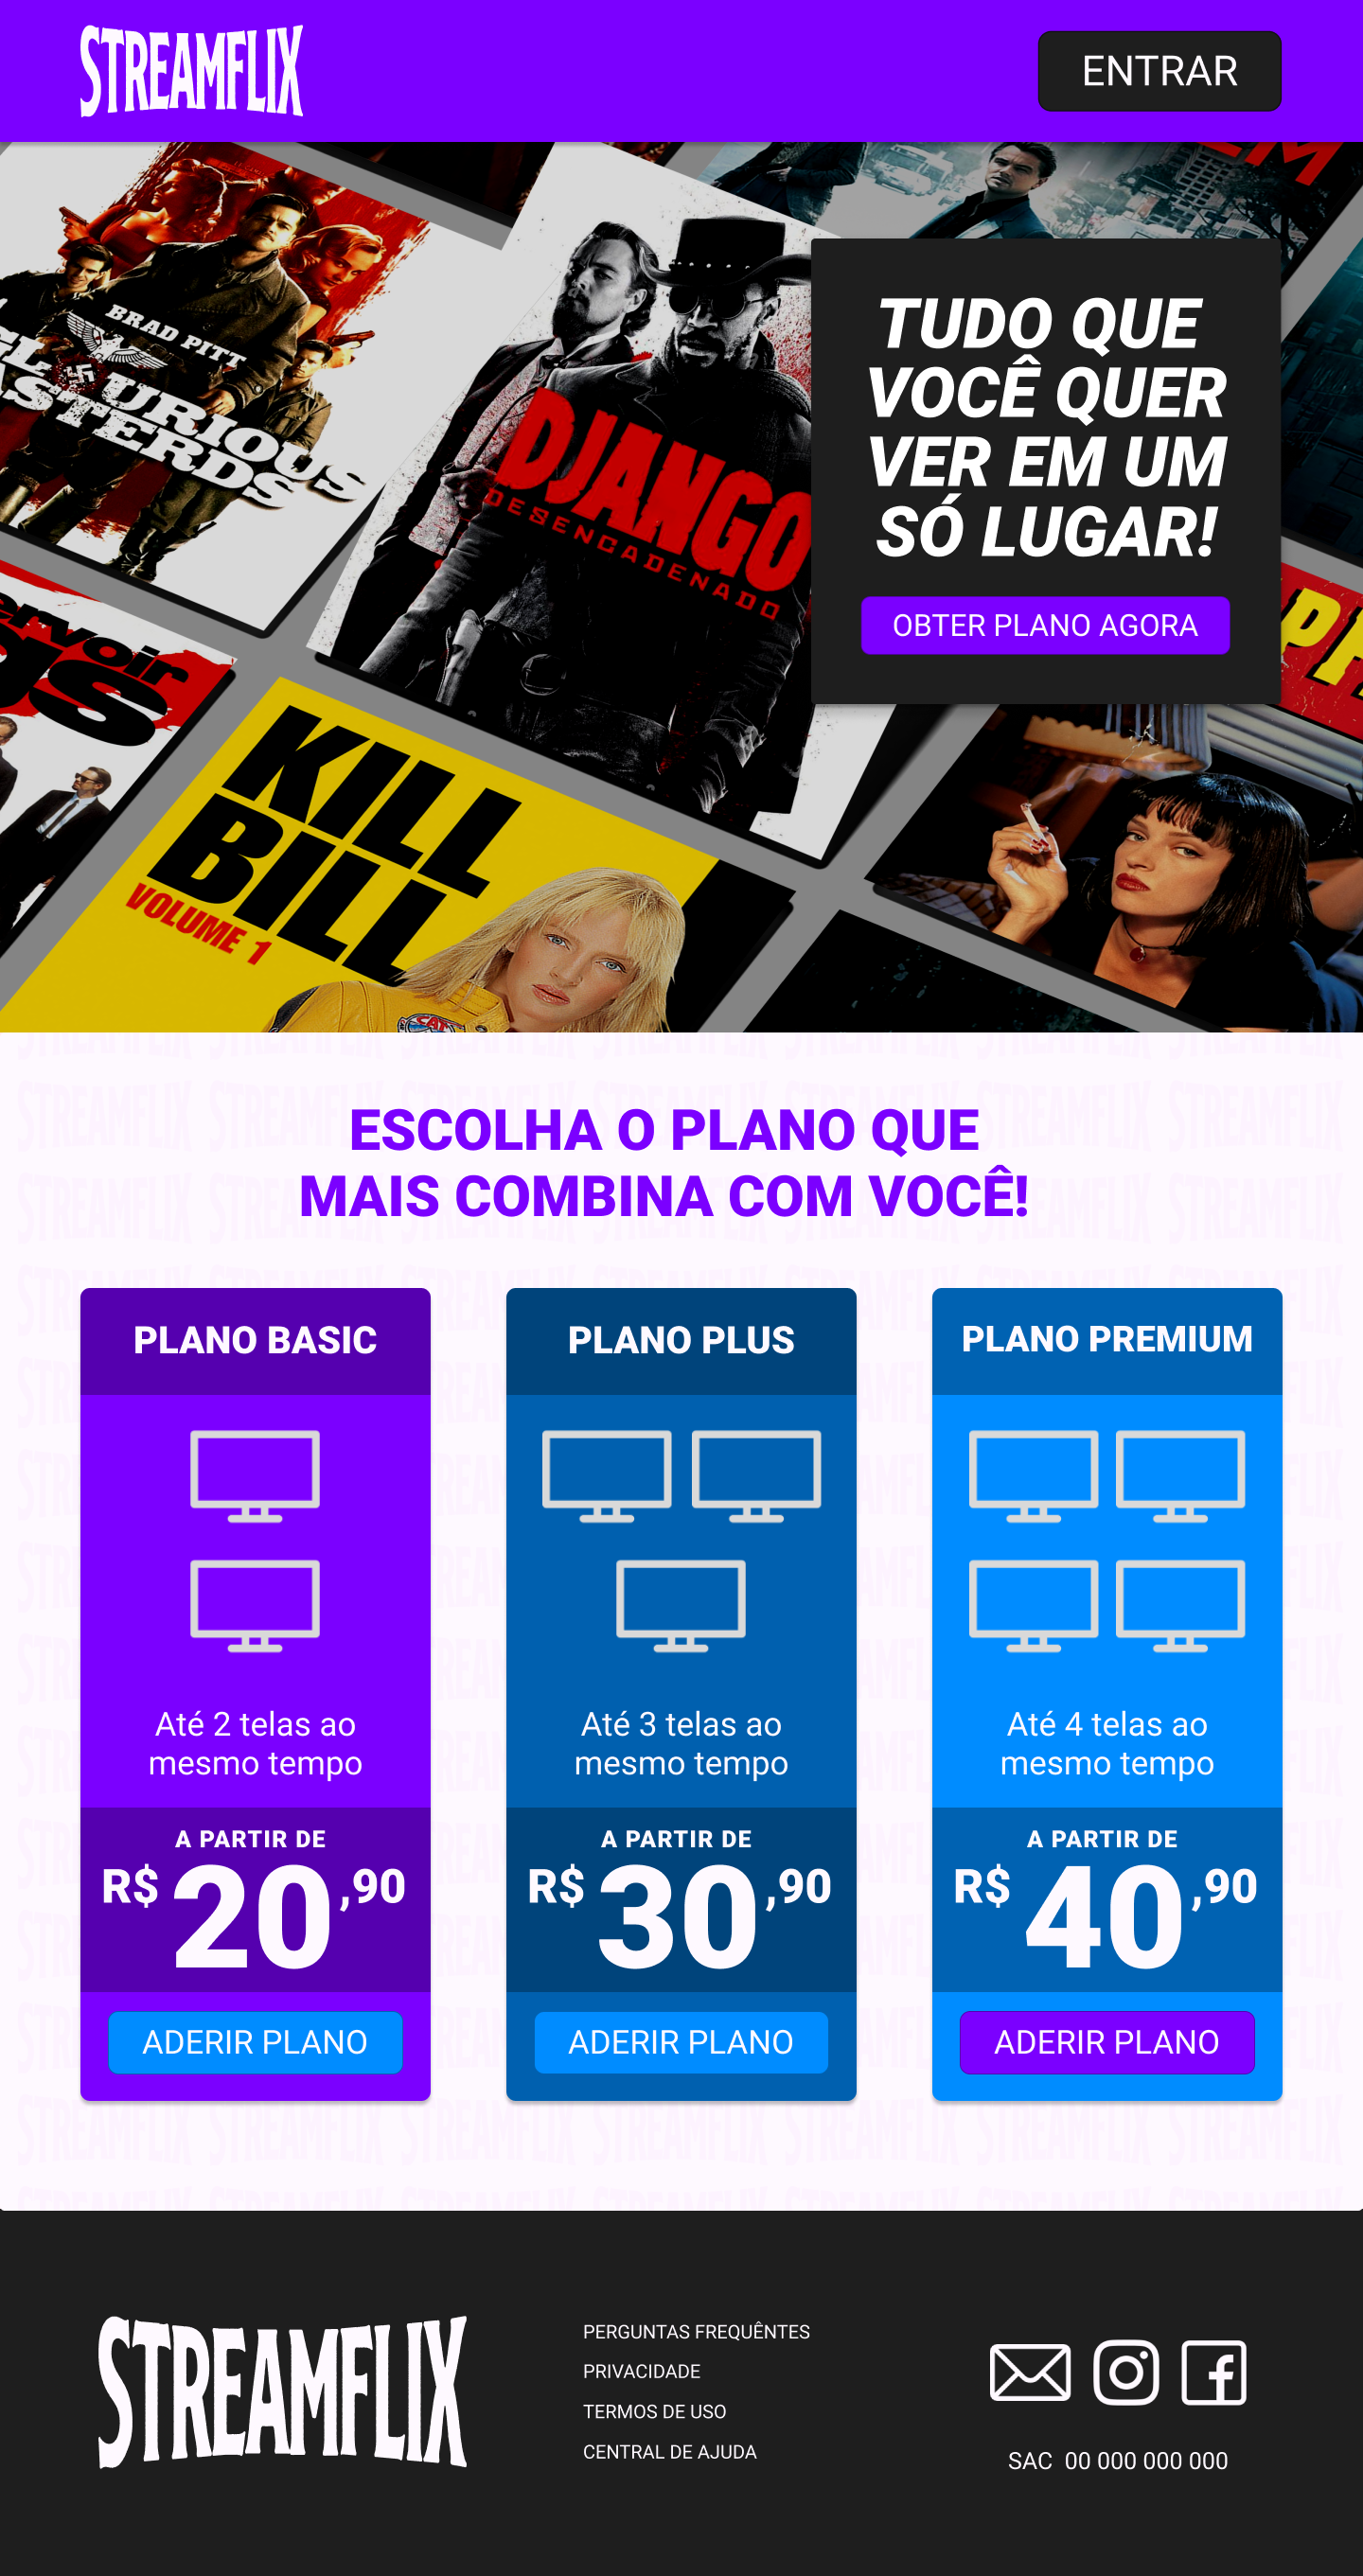 STREAMFLIX
ENTRAR
BRAD PITT
URIOUS
STERDS
DJANGO
DESENCADENADO
TUDO QUE
VOCÊ QUER
VER EM UM
SÓ LUGAR!
OBTER PLANO AGORA
KILL
BILL
VOLUME 1
CAT
ESCOLHA O PLANO QUE
MAIS COMBINA COM VOCÊ!
PLANO BASIC
Até 2 telas ao
mesmo tempo
A PARTIR DE
R$ 20,90
ADERIR PLANO
PLANO PLUS
Até 3 telas ao
mesmo tempo
A PARTIR DE
R$ 30,90
ADERIR PLANO
PLANO PREMIUM
Até 4 telas ao
mesmo tempo
A PARTIR DE
R$ 40,90
ADERIR PLANO
STREAMFLIX
PERGUNTAS FREQUÊNTES
PRIVACIDADE
TERMOS DE USO
CENTRAL DE AJUDA
SAC 00 000 000 000